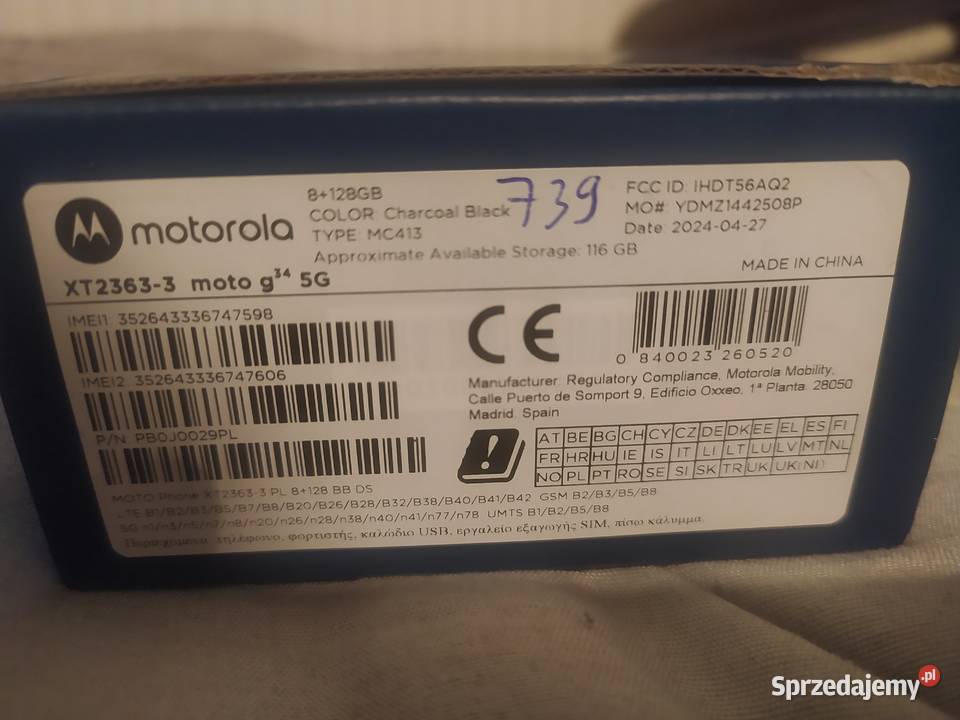 8+128GB
COLOR: Charcoal Black
TYPE: MC413
Approximate Available Storage: 116 GB
739
FCC ID: IHDT56AQ2
MO#: YDMZ1442508P
Date: 2024-04-27
MADE IN CHINA
motorola
XT2363-3 moto g34 5G
IMEI1: 352643336747598
IMEI2: 352643336747606
P/N: PB0J0029PL
0 840023 260520
CE
Manufacturer: Regulatory Compliance, Motorola Mobility,
Calle Puerto de Somport 9, Edificio Oxxeo, 1ª Planta. 28050
Madrid, Spain
AT BE BG CH CY CZ DE DK EE EL ES FI
FR HR HU IE IS IT LI LT LU LV MT NL
NO PL PT RO SE SI SK TR UK UK(NI)
MOTO Phone XT2363-3 PL 8+128 BB DS
LTE B1/B2/B3/B5/B7/B8/B20/B26/B28/B32/B38/B40/B41/B42 GSM B2/B3/B5/B8
5G n1/n3/n5/n7/n8/n20/n26/n28/n38/n40/n41/n77/n78 UMTS B1/B2/B5/B8
Περιεχόμενα: τηλέφωνο, φορτιστής, καλώδιο USB, εργαλείο εξαγωγής SIM, πίσω κάλυμμα.
Sprzedajemy.pl